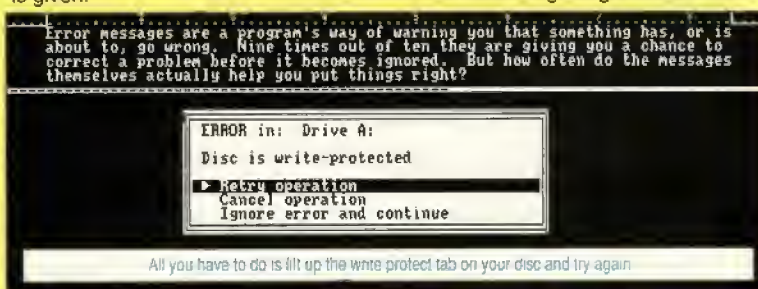 is given.
Error messages are a program's way of warning you that something has, or is
about to, go wrong.  Nine times out of ten they are giving you a chance to
correct a problem before it becomes ignored.  But how often do the messages
themselves actually help you put things right?
ERROR in:  Drive A:
Disc is write-protected
► Retry operation
Cancel operation
Ignore error and continue
All you have to do is flit up the write protect tab on your disc and try again